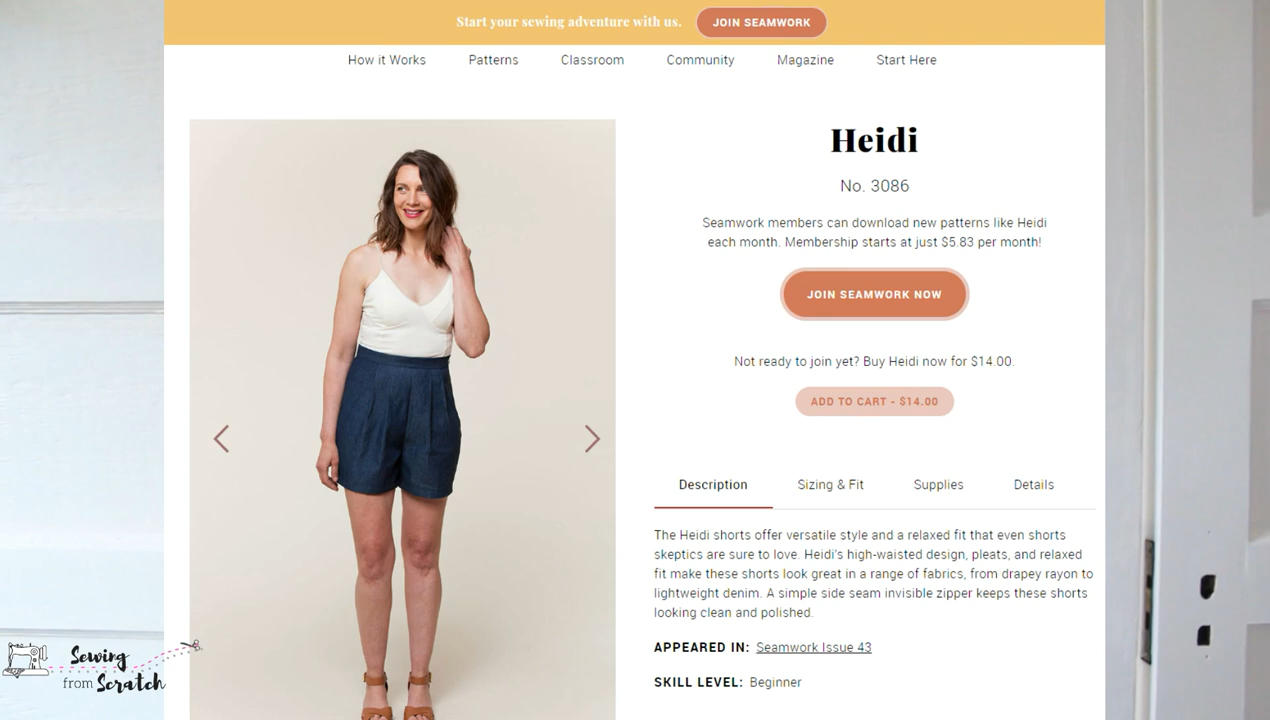 Start your sewing adventure with us.
JOIN SEAMWORK
How it Works
Patterns
Classroom
Community
Magazine
Start Here
Heidi
No. 3086
Seamwork members can download new patterns like Heidi
each month. Membership starts at just $5.83 per month!
JOIN SEAMWORK NOW
Not ready to join yet? Buy Heidi now for $14.00.
ADD TO CART - $14.00
Description
Sizing & Fit
Supplies
Details
The Heidi shorts offer versatile style and a relaxed fit that even shorts
skeptics are sure to love. Heidi's high-waisted design, pleats, and relaxed
fit make these shorts look great in a range of fabrics, from drapey rayon to
lightweight denim. A simple side seam invisible zipper keeps these shorts
looking clean and polished.
APPEARED IN: Seamwork Issue 43
SKILL LEVEL: Beginner
Sewing
from Scratch